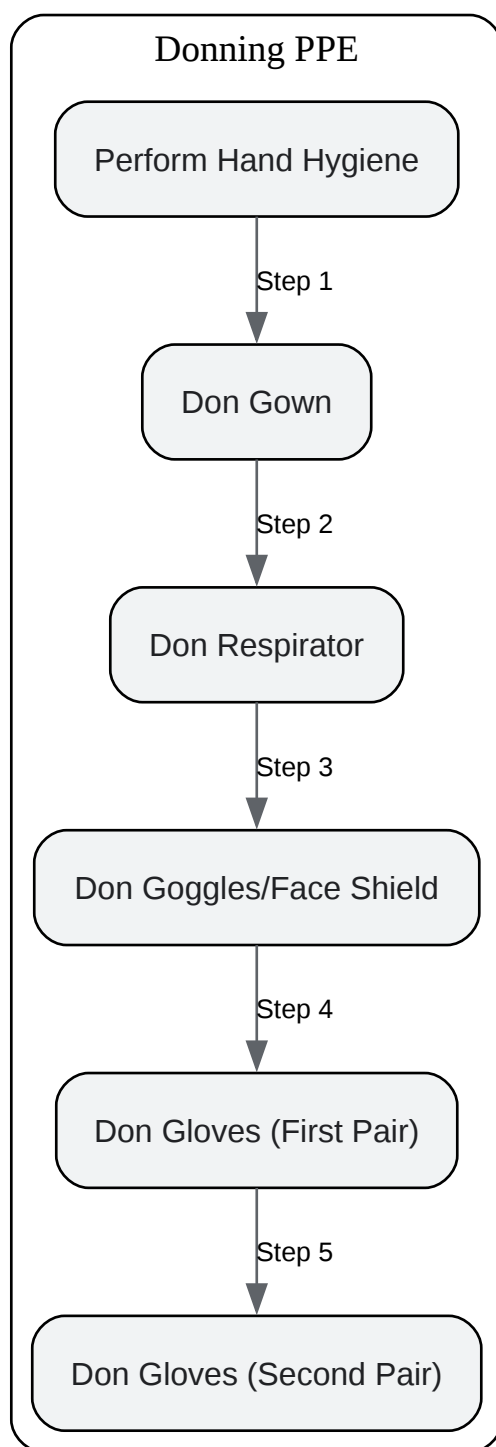 Donning PPE
Perform Hand Hygiene
Step 1
Don Gown
Step 2
Don Respirator
Step 3
Don Goggles/Face Shield
Step 4
Don Gloves (First Pair)
Step 5
Don Gloves (Second Pair)